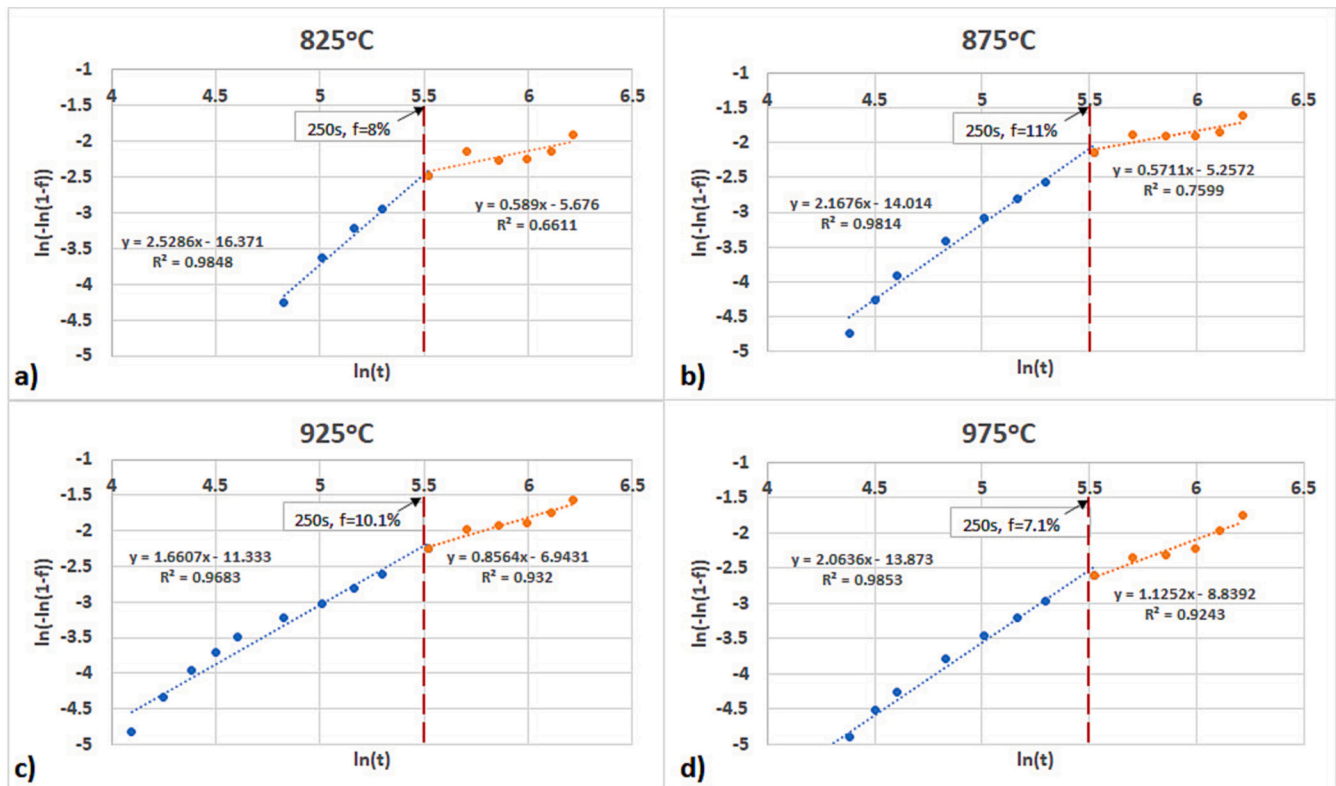 825°C
-1
4 4.5 5 5.5 6 6.5
-1.5
250s, f=8%
-2
-2.5
y = 0.589x - 5.676
R² = 0.6611
-3
y = 2.5286x - 16.371
R² = 0.9848
-3.5
-4
-4.5
-5
ln(-ln(1-f))
ln(t)
a)
875°C
-1
4 4.5 5 5.5 6 6.5
-1.5
250s, f=11%
-2
-2.5
y = 0.5711x - 5.2572
R² = 0.7599
y = 2.1676x - 14.014
R² = 0.9814
-3
-3.5
-4
-4.5
-5
ln(-ln(1-f))
ln(t)
b)
925°C
-1
4 4.5 5 5.5 6 6.5
-1.5
250s, f=10.1%
-2
y = 1.6607x - 11.333
R² = 0.9683
y = 0.8564x - 6.9431
R² = 0.932
-2.5
-3
-3.5
-4
-4.5
-5
ln(-ln(1-f))
ln(t)
c)
975°C
-1
4 4.5 5 5.5 6 6.5
-1.5
250s, f=7.1%
-2
y = 2.0636x - 13.873
R² = 0.9853
-2.5
y = 1.1252x - 8.8392
R² = 0.9243
-3
-3.5
-4
-4.5
-5
ln(-ln(1-f))
ln(t)
d)